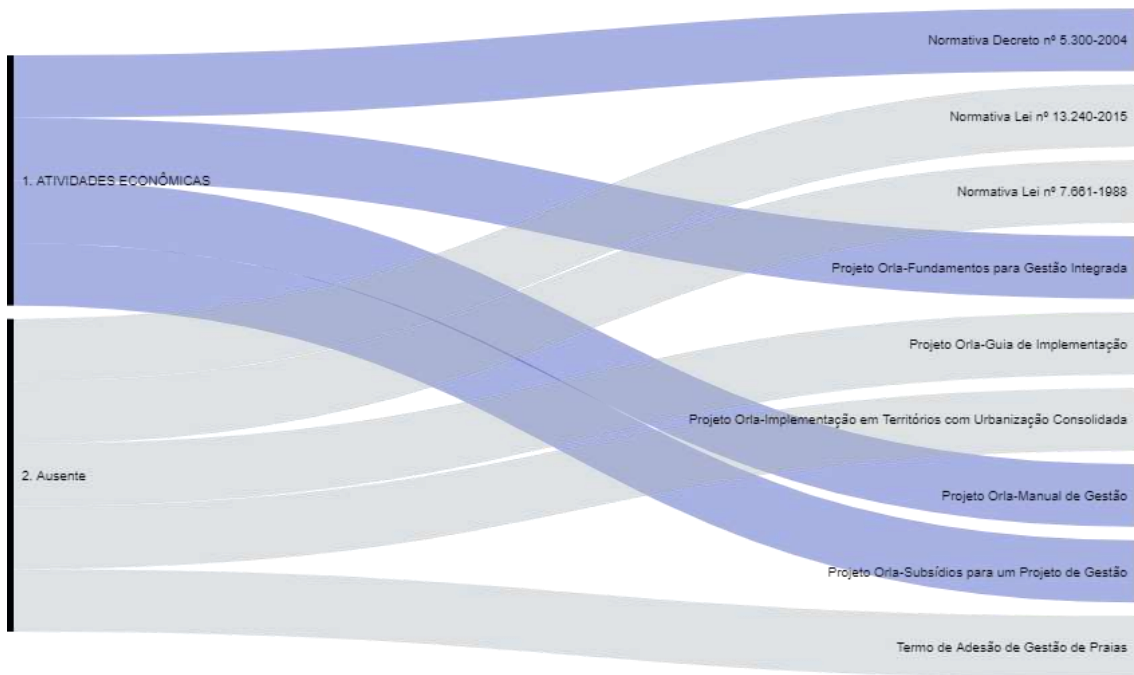 1. ATIVIDADES ECONÔMICAS
2. Ausente
Normativa Decreto nº 5.300-2004
Normativa Lei nº 13.240-2015
Normativa Lei nº 7.661-1988
Projeto Orla-Fundamentos para Gestão Integrada
Projeto Orla-Guia de Implementação
Projeto Orla-Implementação em Territórios com Urbanização Consolidada
Projeto Orla-Manual de Gestão
Projeto Orla-Subsídios para um Projeto de Gestão
Termo de Adesão de Gestão de Praias